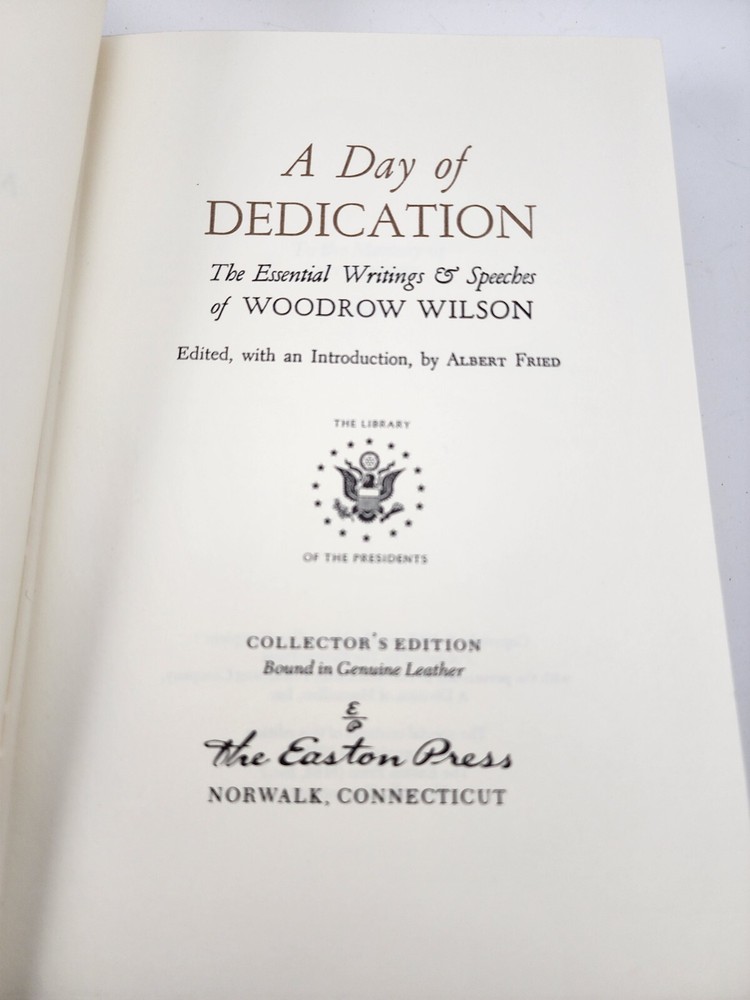 A Day of
DEDICATION
The Essential Writings & Speeches
of WOODROW WILSON
Edited, with an Introduction, by ALBERT FRIED
THE LIBRARY
OF THE PRESIDENTS
COLLECTOR'S EDITION
Bound in Genuine Leather
E
P
The Easton Press
NORWALK, CONNECTICUT